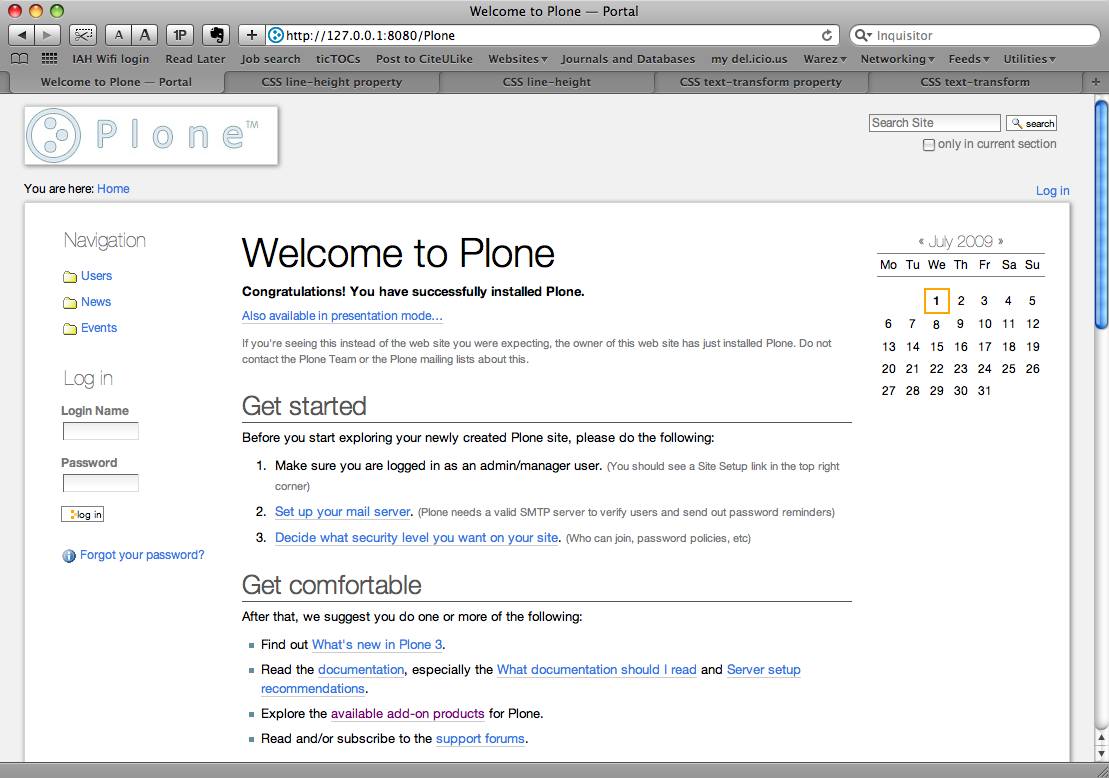 Welcome to Plone — Portal
A A 1P + http://127.0.0.1:8080/Plone Inquisitor
IAH Wifi login Read Later Job search ticTOCs Post to CiteULike Websites▾ Journals and Databases my del.icio.us Warez▾ Networking▾ Feeds▾ Utilities▾
Welcome to Plone — Portal CSS line-height property CSS line-height CSS text-transform property CSS text-transform +
Plone™
Search Site search
only in current section
You are here: Home
Log in
Navigation
Users
News
Events
Log in
Login Name
Password
log in
Forgot your password?
Welcome to Plone
Congratulations! You have successfully installed Plone.
Also available in presentation mode...
If you're seeing this instead of the web site you were expecting, the owner of this web site has just installed Plone. Do not
contact the Plone Team or the Plone mailing lists about this.
Get started
Before you start exploring your newly created Plone site, please do the following:
1. Make sure you are logged in as an admin/manager user. (You should see a Site Setup link in the top right
corner)
2. Set up your mail server. (Plone needs a valid SMTP server to verify users and send out password reminders)
3. Decide what security level you want on your site. (Who can join, password policies, etc)
Get comfortable
After that, we suggest you do one or more of the following:
Find out What's new in Plone 3.
Read the documentation, especially the What documentation should I read and Server setup
recommendations.
Explore the available add-on products for Plone.
Read and/or subscribe to the support forums.
« July 2009 »
Mo Tu We Th Fr Sa Su
1 2 3 4 5
6 7 8 9 10 11 12
13 14 15 16 17 18 19
20 21 22 23 24 25 26
27 28 29 30 31